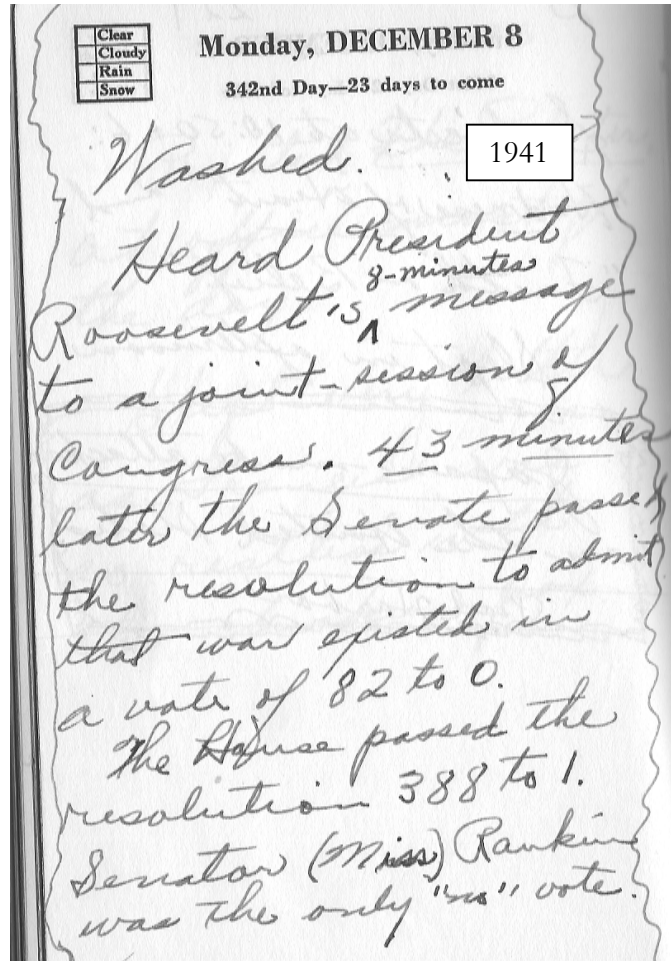 Clear
Cloudy
Rain
Snow
Monday, DECEMBER 8
342nd Day—23 days to come
1941
Washed.
Heard President
8-minutes
Roosevelt's ^ message
to a joint-session of
Congress. 43 minutes
later the Senate passed
the resolution to admit
that war existed in
a vote of 82 to 0.
The House passed the
resolution 388 to 1.
Senator (Miss) Rankin
was the only "no" vote.